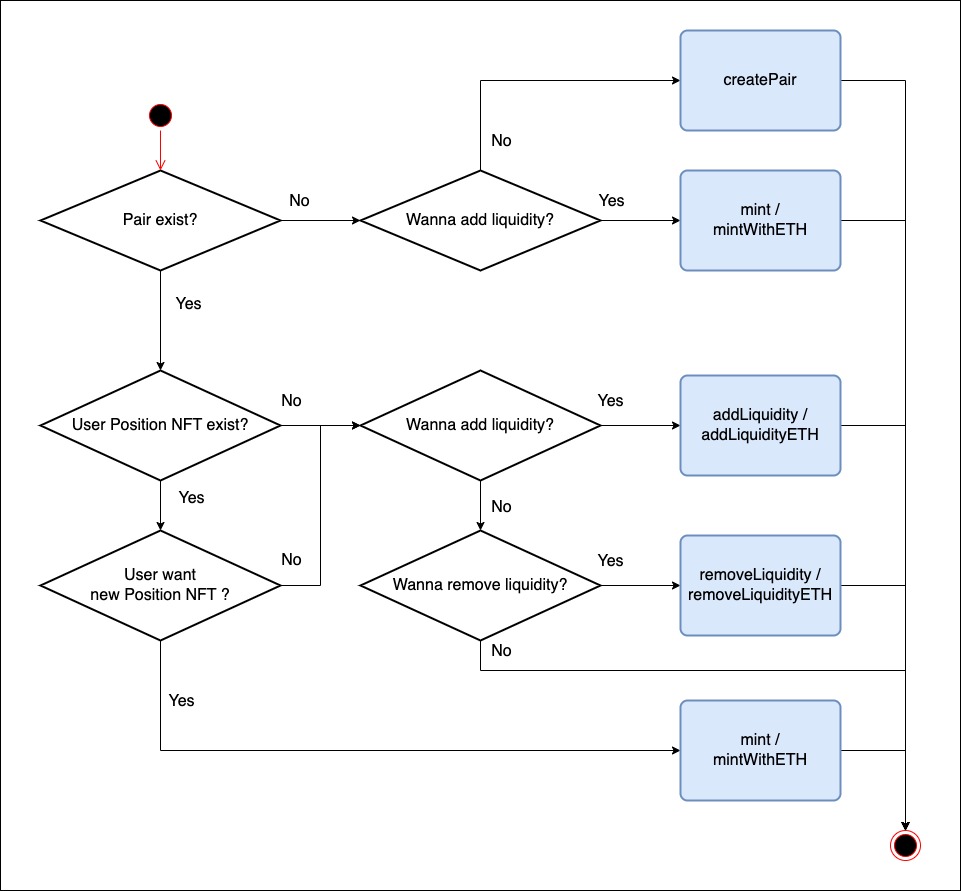 createPair
No
Pair exist?
No
Wanna add liquidity?
Yes
mint /
mintWithETH
Yes
User Position NFT exist?
No
Wanna add liquidity?
Yes
addLiquidity /
addLiquidityETH
Yes
No
User want
new Position NFT ?
No
Wanna remove liquidity?
Yes
removeLiquidity /
removeLiquidityETH
No
Yes
mint /
mintWithETH